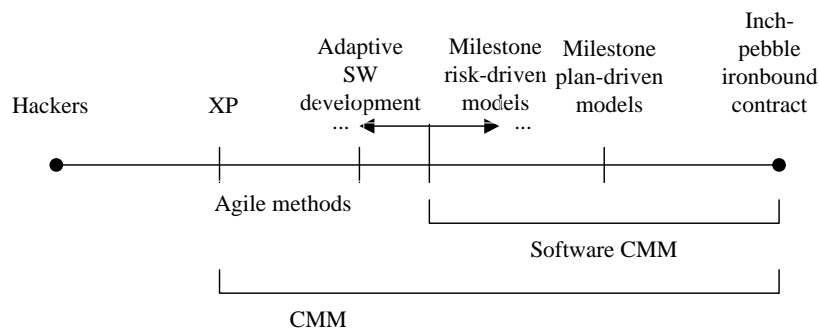 Hackers
XP
Adaptive
SW
development
...
Milestone
risk-driven
models
...
Milestone
plan-driven
models
Inch-
pebble
ironbound
contract
Agile methods
Software CMM
CMM